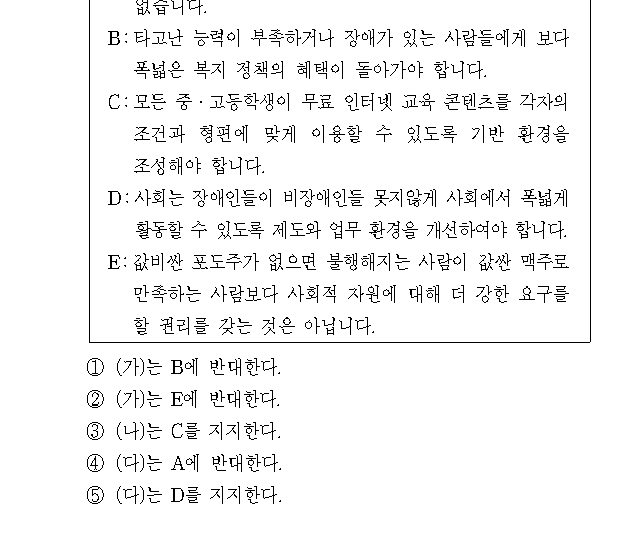 없습니다.
B: 타고난 능력이 부족하거나 장애가 있는 사람들에게 보다
폭넓은 복지 정책의 혜택이 돌아가야 합니다.
C: 모든 중·고등학생이 무료 인터넷 교육 콘텐츠를 각자의
조건과 형편에 맞게 이용할 수 있도록 기반 환경을
조성해야 합니다.
D: 사회는 장애인들이 비장애인들 못지않게 사회에서 폭넓게
활동할 수 있도록 제도와 업무 환경을 개선하여야 합니다.
E: 값비싼 포도주가 없으면 불행해지는 사람이 값싼 맥주로
만족하는 사람보다 사회적 자원에 대해 더 강한 요구를
할 권리를 갖는 것은 아닙니다.
① (가)는 B에 반대한다.
② (가)는 E에 반대한다.
③ (나)는 C를 지지한다.
④ (다)는 A에 반대한다.
⑤ (다)는 D를 지지한다.